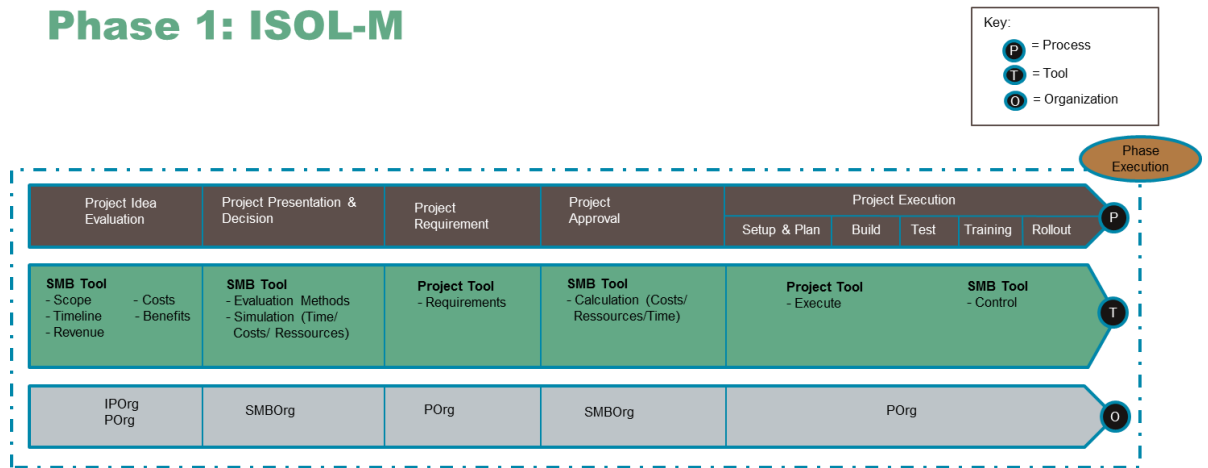 Phase 1: ISOL-M
Key:
P = Process
T = Tool
O = Organization
Phase
Execution
Project Idea
Evaluation
Project Presentation &
Decision
Project
Requirement
Project
Approval
Project Execution
Setup & Plan
Build
Test
Training
Rollout
P
SMB Tool
- Scope - Costs
- Timeline - Benefits
- Revenue
SMB Tool
- Evaluation Methods
- Simulation (Time/
Costs/ Ressources)
Project Tool
- Requirements
SMB Tool
- Calculation (Costs/
Ressources/Time)
Project Tool
- Execute
SMB Tool
- Control
T
IPOrg
POrg
SMBOrg
POrg
SMBOrg
POrg
O